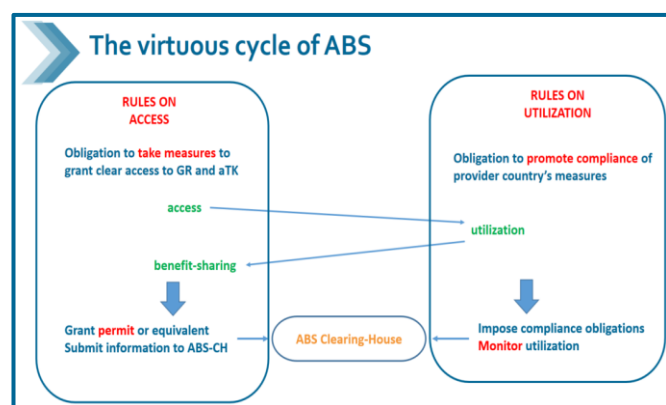 The virtuous cycle of ABS
RULES ON
ACCESS
Obligation to take measures to
grant clear access to GR and aTK
access
benefit-sharing
Grant permit or equivalent
Submit information to ABS-CH
ABS Clearing-House
RULES ON
UTILIZATION
Obligation to promote compliance of
provider country's measures
utilization
Impose compliance obligations
Monitor utilization